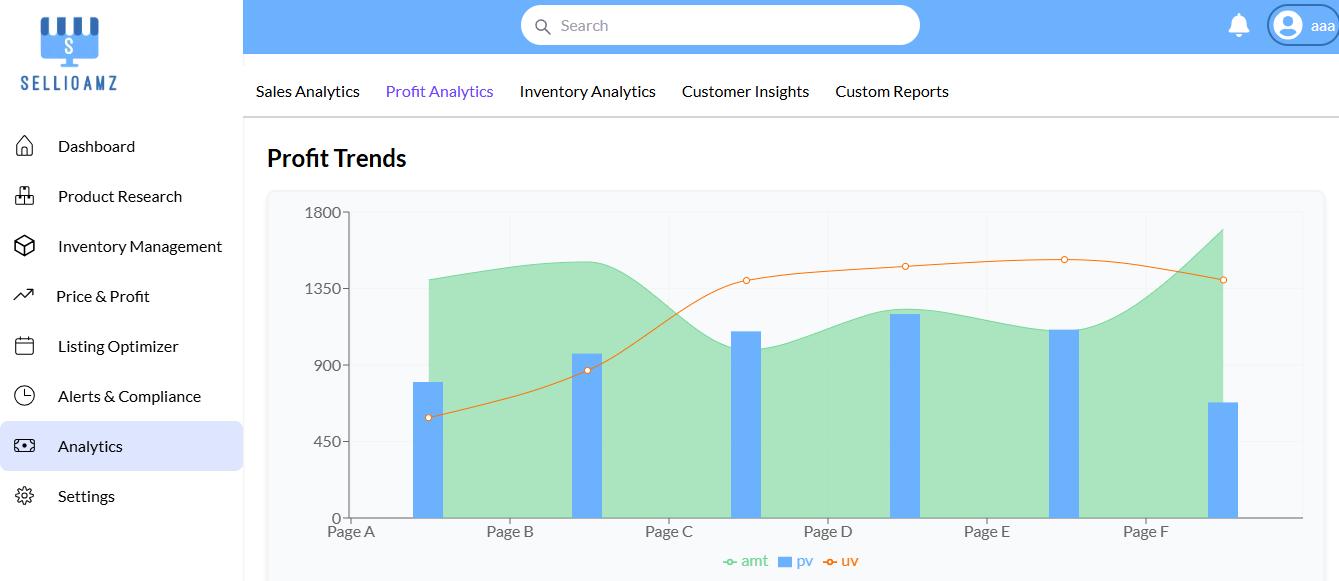 S
SELLIOAMZ
Search
aaa
Sales Analytics Profit Analytics Inventory Analytics Customer Insights Custom Reports
Dashboard
Product Research
Inventory Management
Price & Profit
Listing Optimizer
Alerts & Compliance
Analytics
Settings
Profit Trends
1800
1350
900
450
0
Page A Page B Page C Page D Page E Page F
amt pv uv